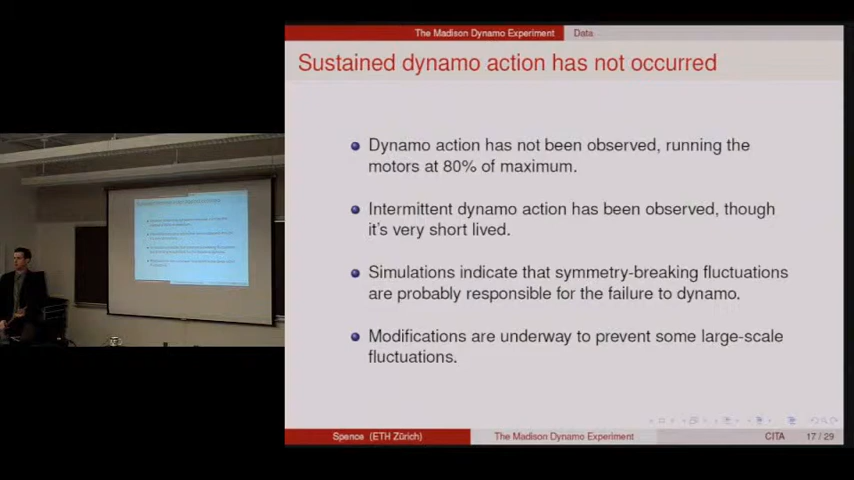 The Madison Dynamo Experiment Data
Sustained dynamo action has not occurred
Dynamo action has not been observed, running the
motors at 80% of maximum.
Intermittent dynamo action has been observed, though
it's very short lived.
Simulations indicate that symmetry-breaking fluctuations
are probably responsible for the failure to dynamo.
Modifications are underway to prevent some large-scale
fluctuations.
Spence (ETH Zürich) The Madison Dynamo Experiment CITA 17 / 29